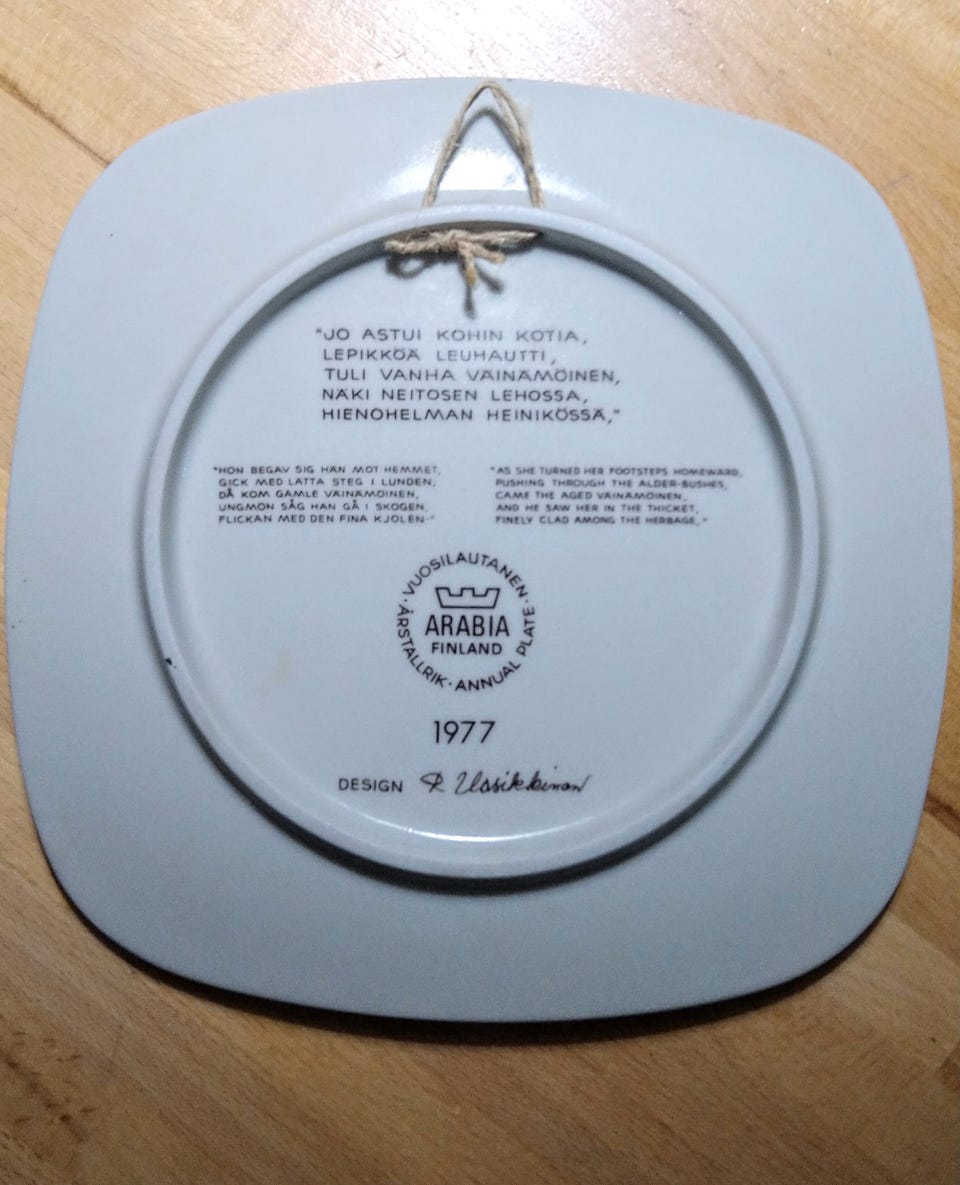 "JO ASTUI KOHIN KOTIA,
LEPIKKÖÄ LEUHAUTTI,
TULI VANHA VÄINÄMÖINEN,
NÄKI NEITOSEN LEHOSSA,
HIENOHELMAN HEINIKÖSSÄ,"
"HON BEGAV SIG HÄN MOT HEMMET,
GICK MED LÄTTA STEG I LUNDEN,
DÅ KOM GAMLE VÄINÄMÖINEN,
UNGMÖN SÅG HAN GÅ I SKOGEN,
FLICKAN MED DEN FINA KJOLEN-"
"AS SHE TURNED HER FOOTSTEPS HOMEWARD,
PUSHING THROUGH THE ALDER-BUSHES,
CAME THE AGED VÄINÄMÖINEN,
AND HE SAW HER IN THE THICKET,
FINELY CLAD AMONG THE HERBAGE,"
·VUOSILAUTANEN·
ÅRSTALLRIK·ANNUAL PLATE
ARABIA
FINLAND
1977
DESIGN R Uosikkinen